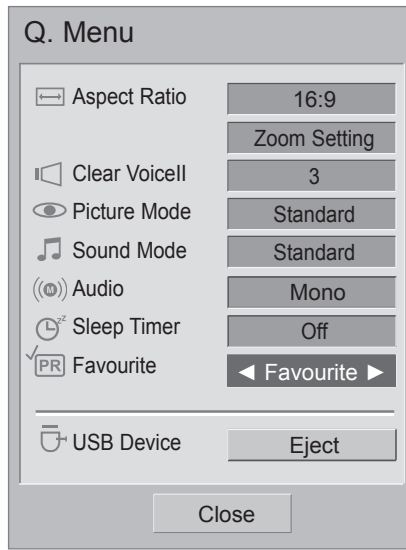 Q. Menu
Aspect Ratio 16:9
Zoom Setting
Clear VoiceII 3
Picture Mode Standard
Sound Mode Standard
((M)) Audio Mono
zz Sleep Timer Off
PR Favourite ◄ Favourite ►
USB Device Eject
Close